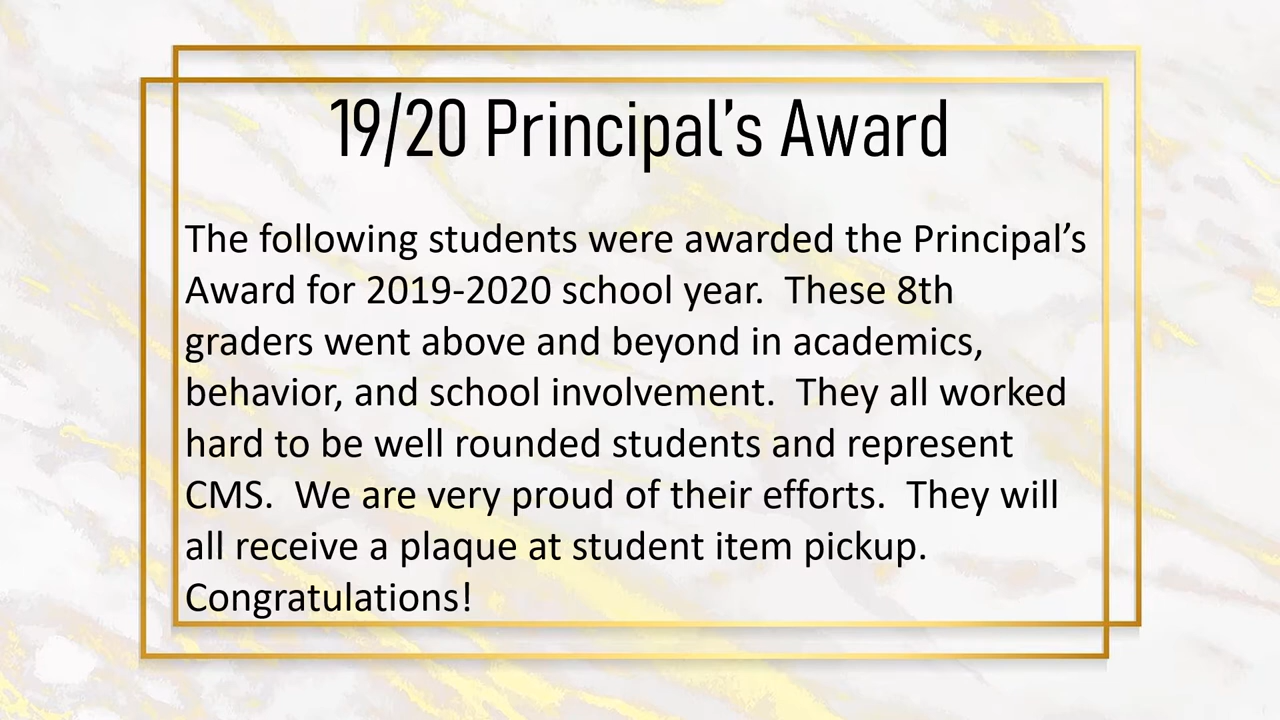 19/20 Principal’s Award
The following students were awarded the Principal’s
Award for 2019-2020 school year.  These 8th
graders went above and beyond in academics,
behavior, and school involvement.  They all worked
hard to be well rounded students and represent
CMS.  We are very proud of their efforts.  They will
all receive a plaque at student item pickup.
Congratulations!